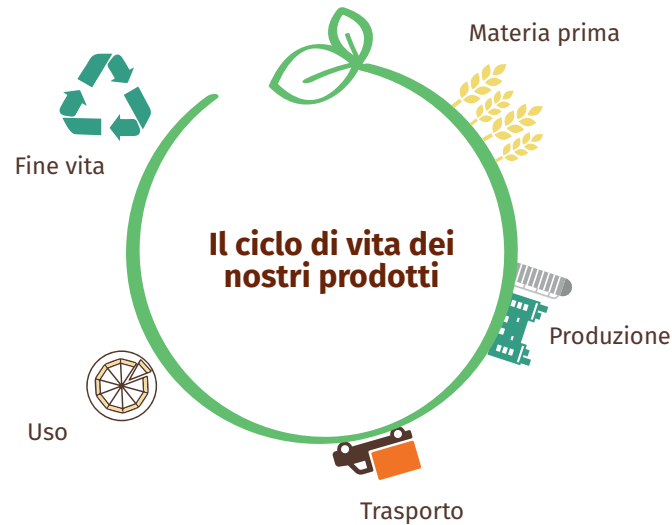 Materia prima
Fine vita
Il ciclo di vita dei
nostri prodotti
Produzione
Uso
Trasporto